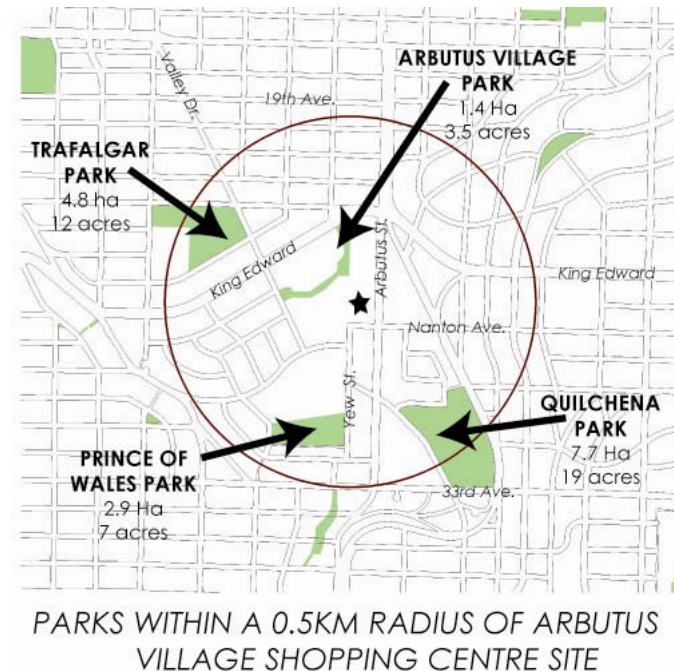 ARBUTUS VILLAGE
PARK
1.4 Ha
3.5 acres
Valley Dr.
19th Ave.
TRAFALGAR
PARK
4.8 ha
12 acres
King Edward
Arbutus St.
King Edward
Nanton Ave.
Yew St.
QUILCHENA
PARK
7.7 Ha
19 acres
PRINCE OF
WALES PARK
2.9 Ha
7 acres
33rd Ave.
PARKS WITHIN A 0.5KM RADIUS OF ARBUTUS
VILLAGE SHOPPING CENTRE SITE